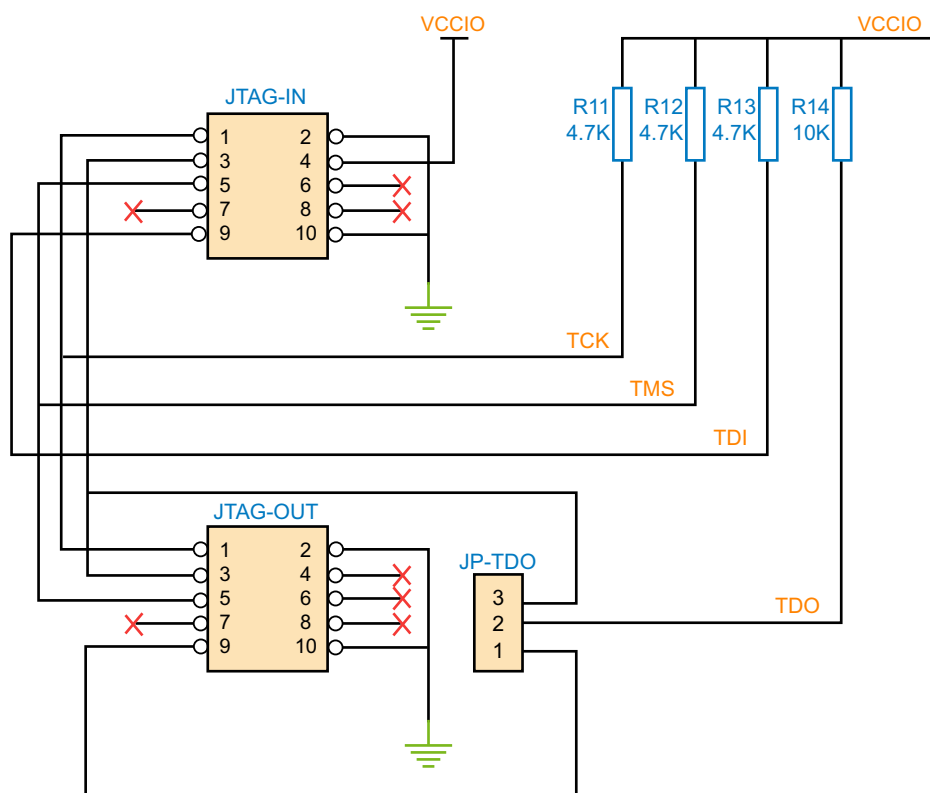 VCCIO
VCCIO
JTAG-IN
R11
4.7K
R12
4.7K
R13
4.7K
R14
10K
1 2
3 4
5 6
7 8
9 10
TCK
TMS
TDI
JTAG-OUT
1 2
3 4
5 6
7 8
9 10
JP-TDO
3
2
1
TDO